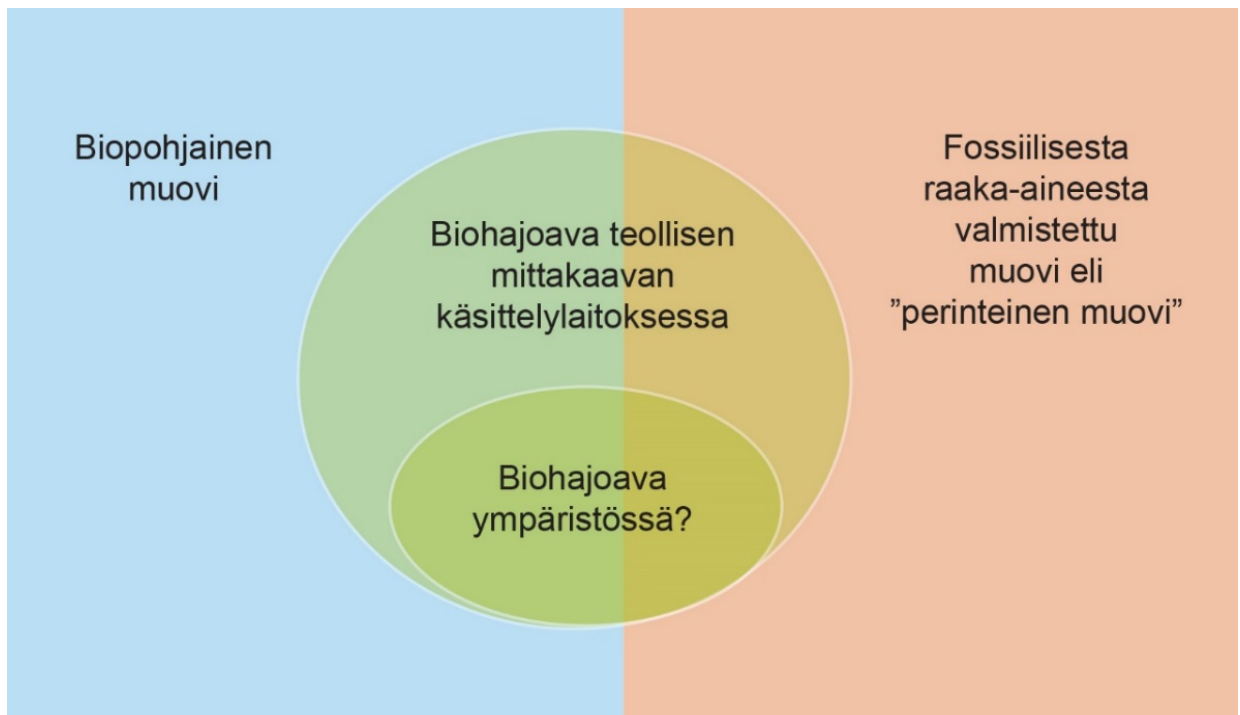 Biopohjainen
muovi
Biohajoava teollisen
mittakaavan
käsittelylaitoksessa
Biohajoava
ympäristössä?
Fossiilisesta
raaka-aineesta
valmistettu
muovi eli
”perinteinen muovi”